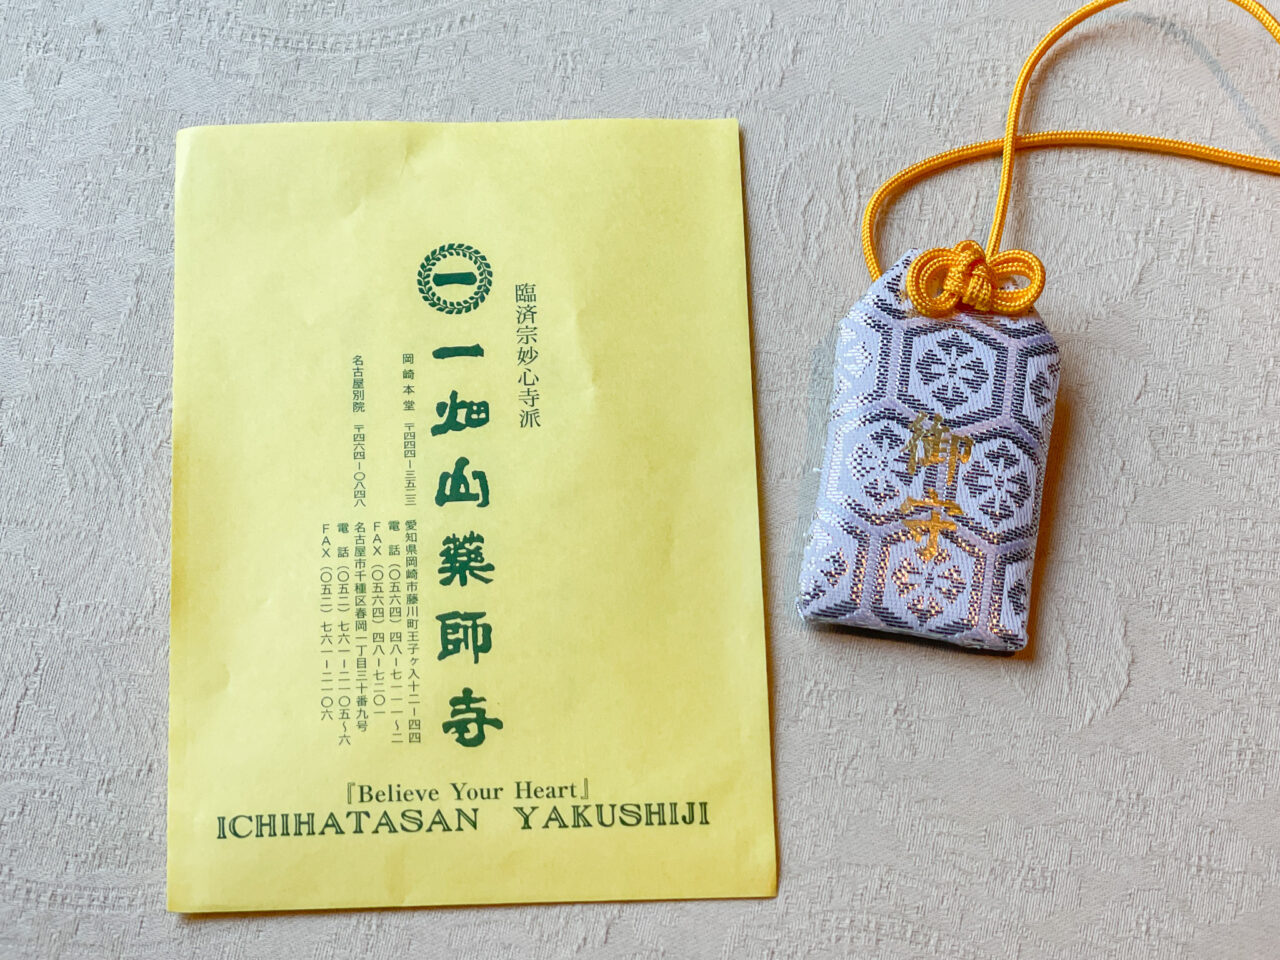 臨済宗妙心寺派
一
一畑山薬師寺
岡崎本堂 〒四四四−三五二三 愛知県岡崎市藤川町王子ヶ入十二−四四
電話(〇五六四)四八−七一一一〜二
FAX(〇五六四)四八−七二〇一
名古屋別院 〒四六四−〇八四八 名古屋市千種区春岡一丁目三十番九号
電話(〇五二)七六一−二一〇五〜六
FAX(〇五二)七六一−二一〇六
『Believe Your Heart』
ICHIHATASAN YAKUSHIJI
御守